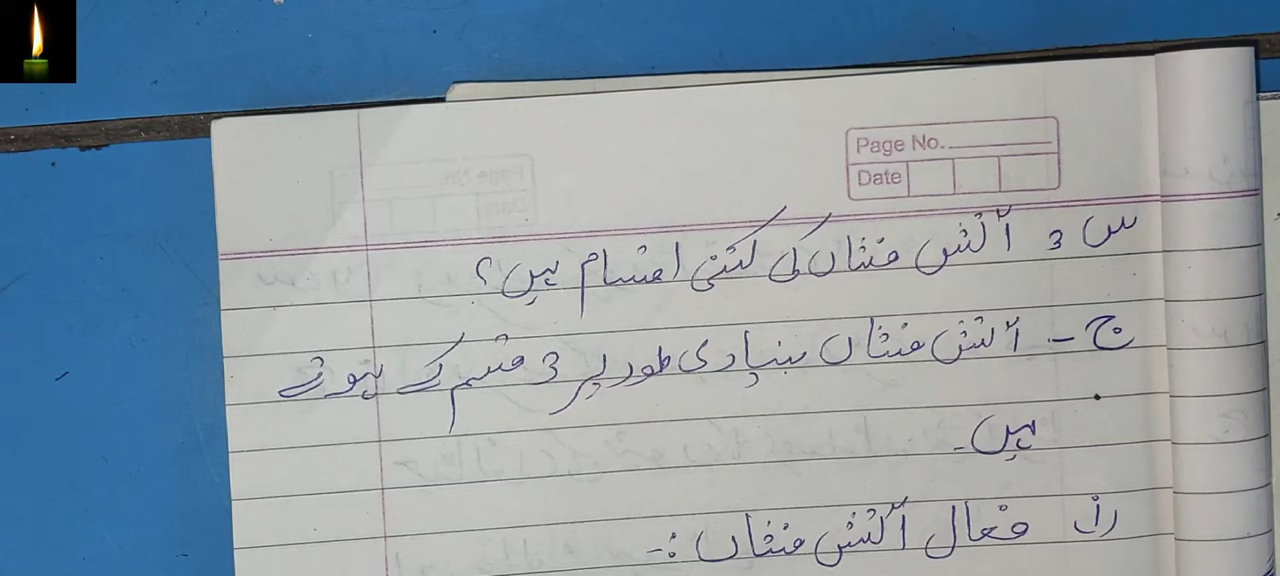 Page No.
Date
س 3 آتش فشاں کی کتنی اقسام ہیں؟
ج - آتش فشاں بنیادی طور پر 3 قسم کے ہوتے
ہیں۔
(i) فعال آتش فشاں :-